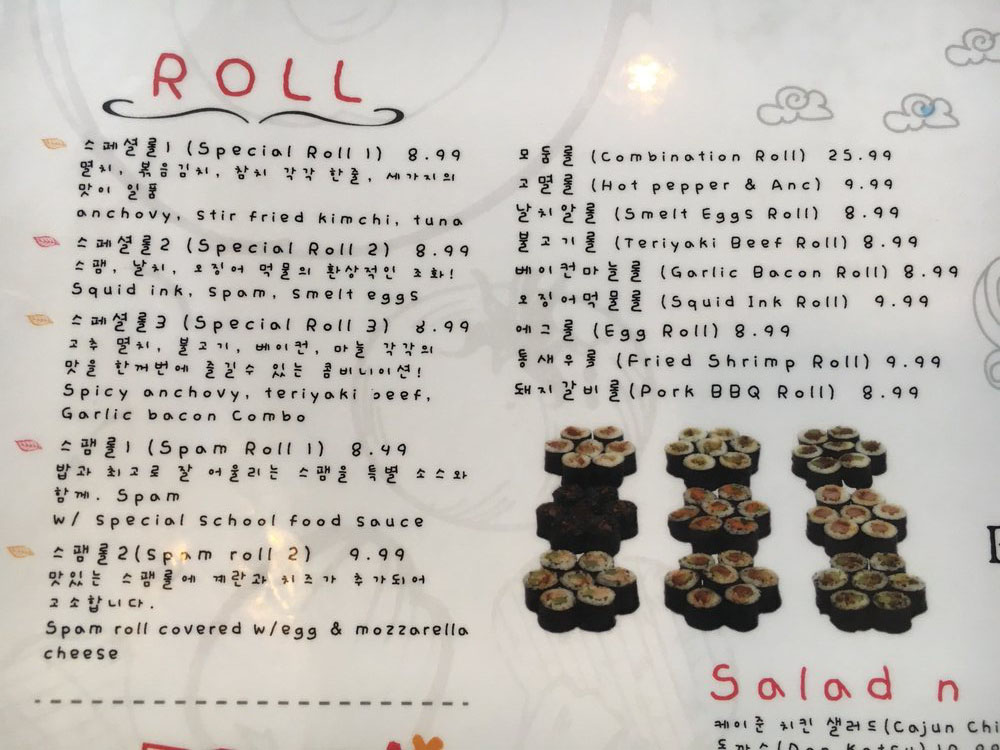 ROLL
스페셜롤1 (Special Roll 1) 8.99
멸치, 볶음김치, 참치 각각 한줄, 세가지의
맛이 일품
anchovy, stir fried kimchi, tuna
스페셜롤2 (Special Roll 2) 8.99
스팸, 날치, 오징어 먹물의 환상적인 조화!
Squid ink, spam, smelt eggs
스페셜롤3 (Special Roll 3) 8.99
고추 멸치, 불고기, 베이컨, 마늘 각각의
맛을 한꺼번에 즐길수 있는 콤비니이션!
Spicy anchovy, teriyaki beef,
Garlic bacon Combo
스팸롤1 (Spam Roll 1) 8.49
밥과 최고로 잘 어울리는 스팸을 특별 소스와
함께. Spam
w/ special school food sauce
스팸롤2(spam roll 2) 9.99
맛있는 스팸롤에 계란과 치즈가 추가되어
고소합니다.
Spam roll covered w/egg & mozzarella
cheese
모둠롤 (Combination Roll) 25.99
고멸롤 (Hot pepper & Anc) 9.99
날치알롤 (Smelt Eggs Roll) 8.99
불고기롤 (Teriyaki Beef Roll) 8.99
베이컨마늘롤 (Garlic Bacon Roll) 8.99
오징어먹물롤 (Squid Ink Roll) 9.99
에그롤 (Egg Roll) 8.99
통새우롤 (Fried Shrimp Roll) 9.99
돼지갈비롤(Pork BBQ Roll) 8.99
Salad n
케이준 치킨 샐러드(Cajun Chi